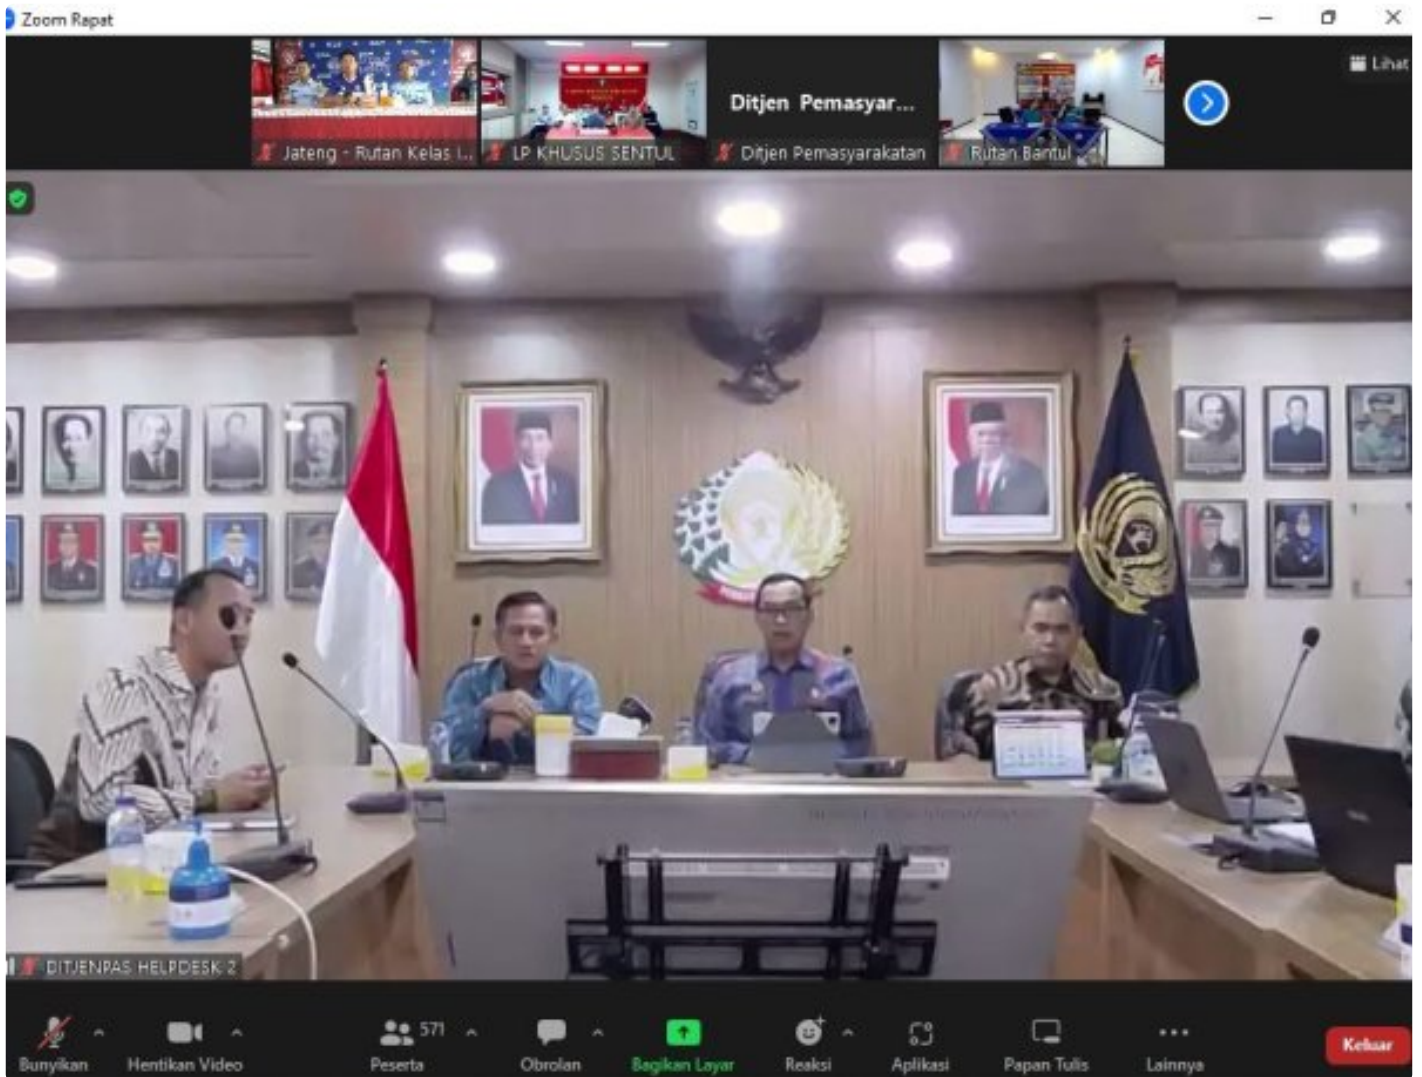 Zoom Rapat
Lihat
Ditjen Pemasyar...
Jateng - Rutan Kelas I...
LP KHUSUS SENTUL
Ditjen Pemasyarakatan
Rutan Bantul
DITJENPAS HELPDESK 2
Bunyikan
Hentikan Video
571
Peserta
Obrolan
Bagikan Layar
Reaksi
Aplikasi
Papan Tulis
Lainnya
Keluar